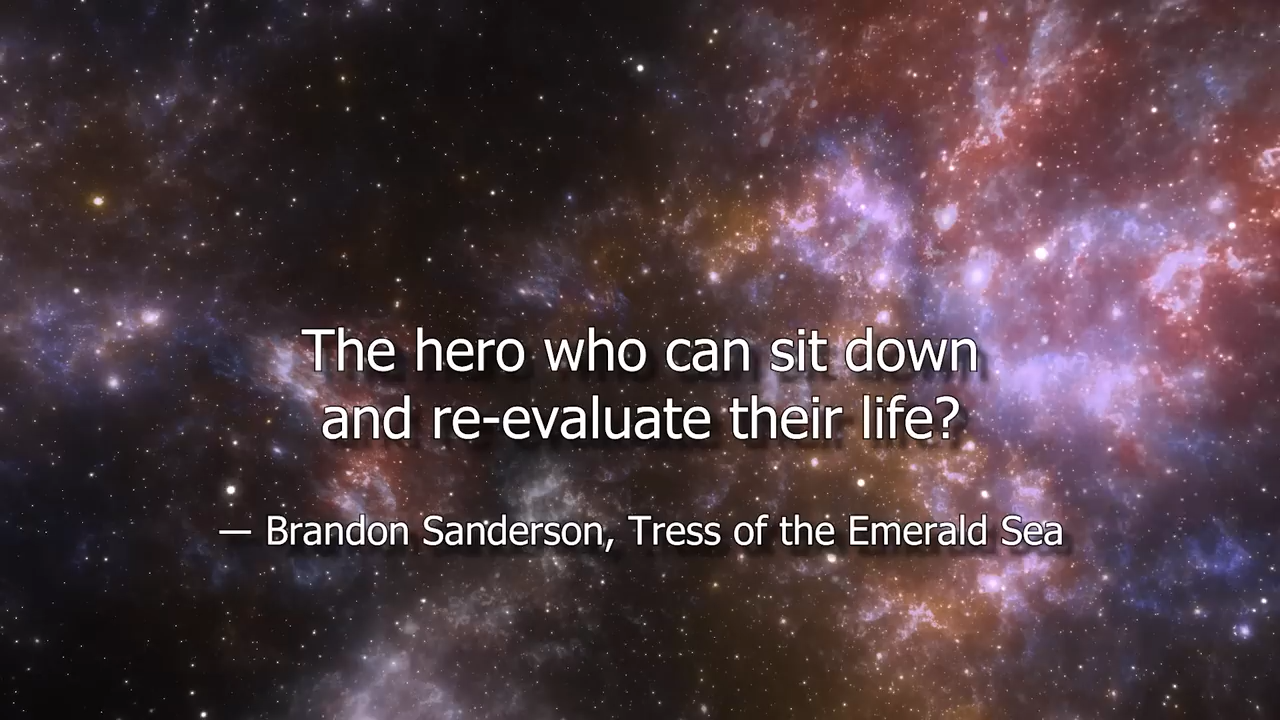 The hero who can sit down
and re-evaluate their life?
— Brandon Sanderson, Tress of the Emerald Sea